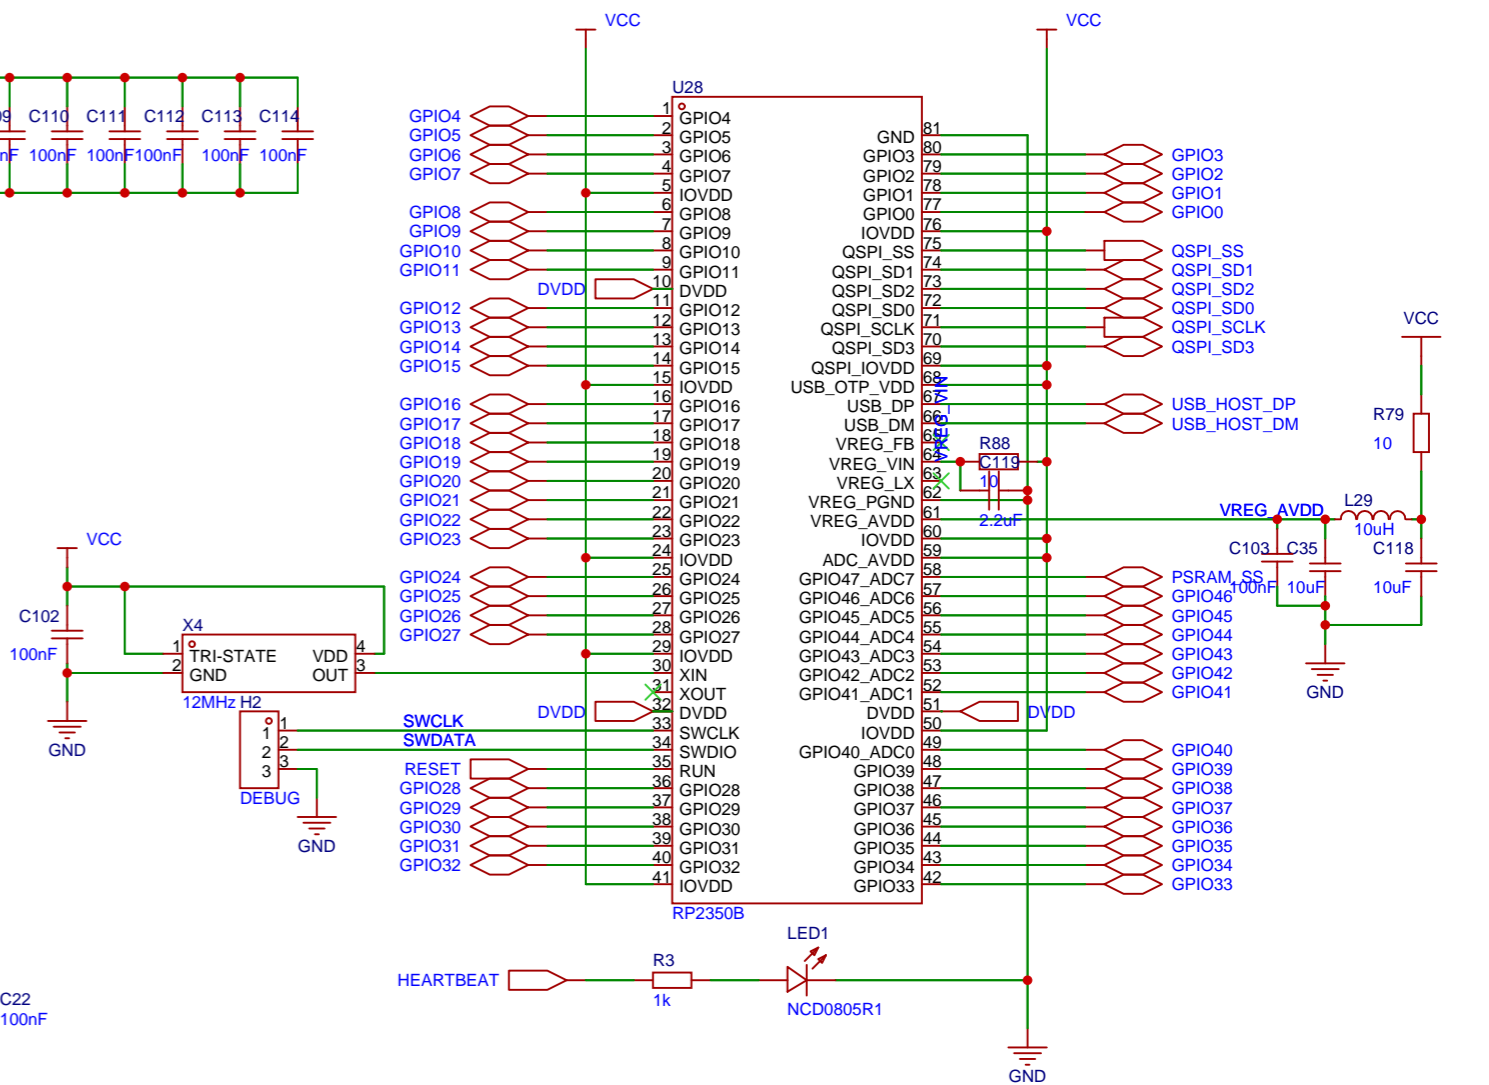 VCC
VCC
U28
09
C110
C111
C112
C113
C114
nF
100nF
100nF
100nF
100nF
100nF
GPIO4
GPIO5
GPIO6
GPIO7
GPIO8
GPIO9
GPIO10
GPIO11
DVDD
GPIO12
GPIO13
GPIO14
GPIO15
GPIO16
GPIO17
GPIO18
GPIO19
GPIO20
GPIO21
GPIO22
GPIO23
GPIO24
GPIO25
GPIO26
GPIO27
DVDD
SWCLK
SWDATA
RESET
GPIO28
GPIO29
GPIO30
GPIO31
GPIO32
1 GPIO4
2 GPIO5
3 GPIO6
4 GPIO7
5 IOVDD
6 GPIO8
7 GPIO9
8 GPIO10
9 GPIO11
10 DVDD
11 GPIO12
12 GPIO13
13 GPIO14
14 GPIO15
15 IOVDD
16 GPIO16
17 GPIO17
18 GPIO18
19 GPIO19
20 GPIO20
21 GPIO21
22 GPIO22
23 GPIO23
24 IOVDD
25 GPIO24
26 GPIO25
27 GPIO26
28 GPIO27
29 IOVDD
30 XIN
31 XOUT
32 DVDD
33 SWCLK
34 SWDIO
35 RUN
36 GPIO28
37 GPIO29
38 GPIO30
39 GPIO31
40 GPIO32
41 IOVDD
GND 81
GPIO3 80
GPIO2 79
GPIO1 78
GPIO0 77
IOVDD 76
QSPI_SS 75
QSPI_SD1 74
QSPI_SD2 73
QSPI_SD0 72
QSPI_SCLK 71
QSPI_SD3 70
QSPI_IOVDD 69
USB_OTP_VDD 68
USB_DP 67
USB_DM 66
VREG_FB 65
VREG_VIN 64
VREG_LX 63
VREG_PGND 62
VREG_AVDD 61
IOVDD 60
ADC_AVDD 59
GPIO47_ADC7 58
GPIO46_ADC6 57
GPIO45_ADC5 56
GPIO44_ADC4 55
GPIO43_ADC3 54
GPIO42_ADC2 53
GPIO41_ADC1 52
DVDD 51
IOVDD 50
GPIO40_ADC0 49
GPIO39 48
GPIO38 47
GPIO37 46
GPIO36 45
GPIO35 44
GPIO34 43
GPIO33 42
RP2350B
VREG_VIN
R88
C119
10
2.2uF
GPIO3
GPIO2
GPIO1
GPIO0
QSPI_SS
QSPI_SD1
QSPI_SD2
QSPI_SD0
QSPI_SCLK
QSPI_SD3
USB_HOST_DP
USB_HOST_DM
VREG_AVDD
PSRAM_SS
GPIO46
GPIO45
GPIO44
GPIO43
GPIO42
GPIO41
DVDD
GPIO40
GPIO39
GPIO38
GPIO37
GPIO36
GPIO35
GPIO34
GPIO33
VCC
R79
10
L29
10uH
C103
C35
C118
100nF
10uF
10uF
GND
VCC
C102
100nF
X4
1 TRI-STATE VDD 4
2 GND OUT 3
12MHz
GND
H2
1 1
2 2
3 3
DEBUG
GND
LED1
HEARTBEAT
R3
1k
NCD0805R1
GND
C22
100nF